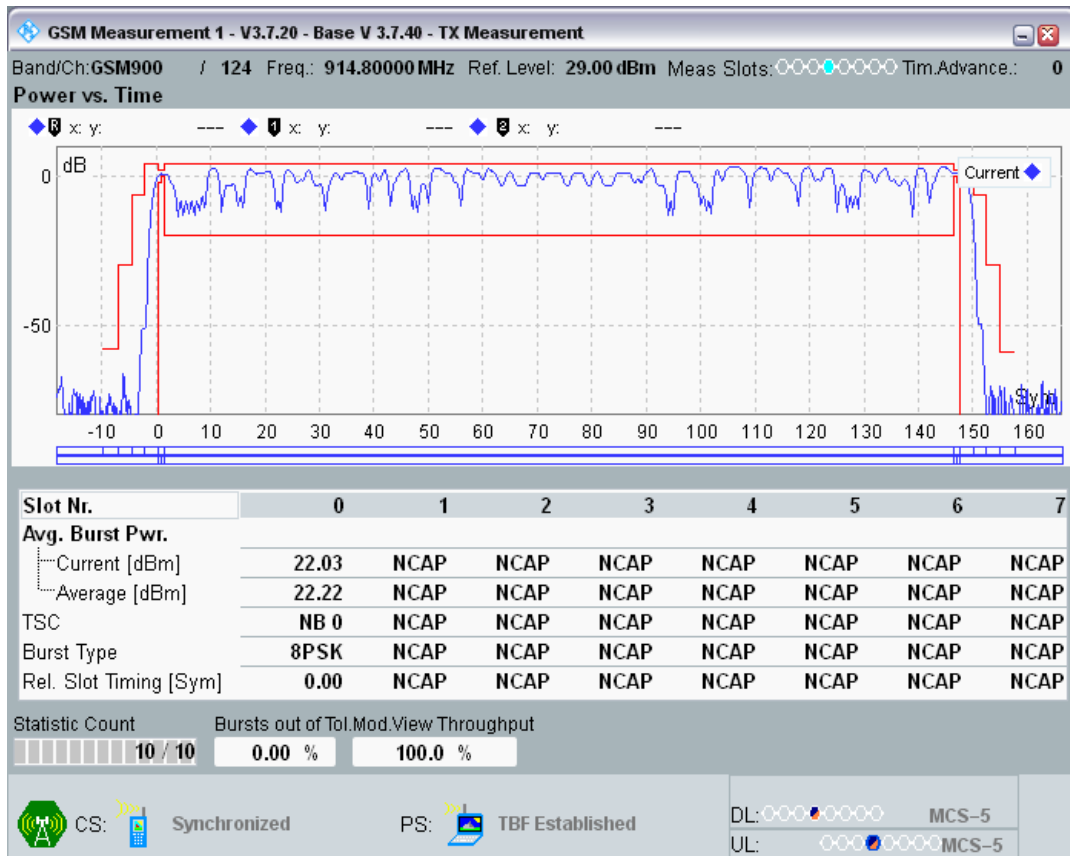 GSM Measurement 1 - V3.7.20 - Base V 3.7.40 - TX Measurement
Band/Ch:GSM900 / 124 Freq.: 914.80000 MHz Ref. Level: 29.00 dBm Meas Slots: Tim.Advance.: 0
Power vs. Time
R x: y: --- 1 x: y: --- 2 x: y: ---
dB
Current
0
-50
Sym
-10 0 10 20 30 40 50 60 70 80 90 100 110 120 130 140 150 160
Slot Nr. 0 1 2 3 4 5 6 7
Avg. Burst Pwr.
Current [dBm] 22.03 NCAP NCAP NCAP NCAP NCAP NCAP NCAP
Average [dBm] 22.22 NCAP NCAP NCAP NCAP NCAP NCAP NCAP
TSC NB 0 NCAP NCAP NCAP NCAP NCAP NCAP NCAP
Burst Type 8PSK NCAP NCAP NCAP NCAP NCAP NCAP NCAP
Rel. Slot Timing [Sym] 0.00 NCAP NCAP NCAP NCAP NCAP NCAP NCAP
Statistic Count Bursts out of Tol.Mod.View Throughput
10 / 10 0.00 % 100.0 %
CS: Synchronized PS: TBF Established DL: MCS-5
UL: MCS-5